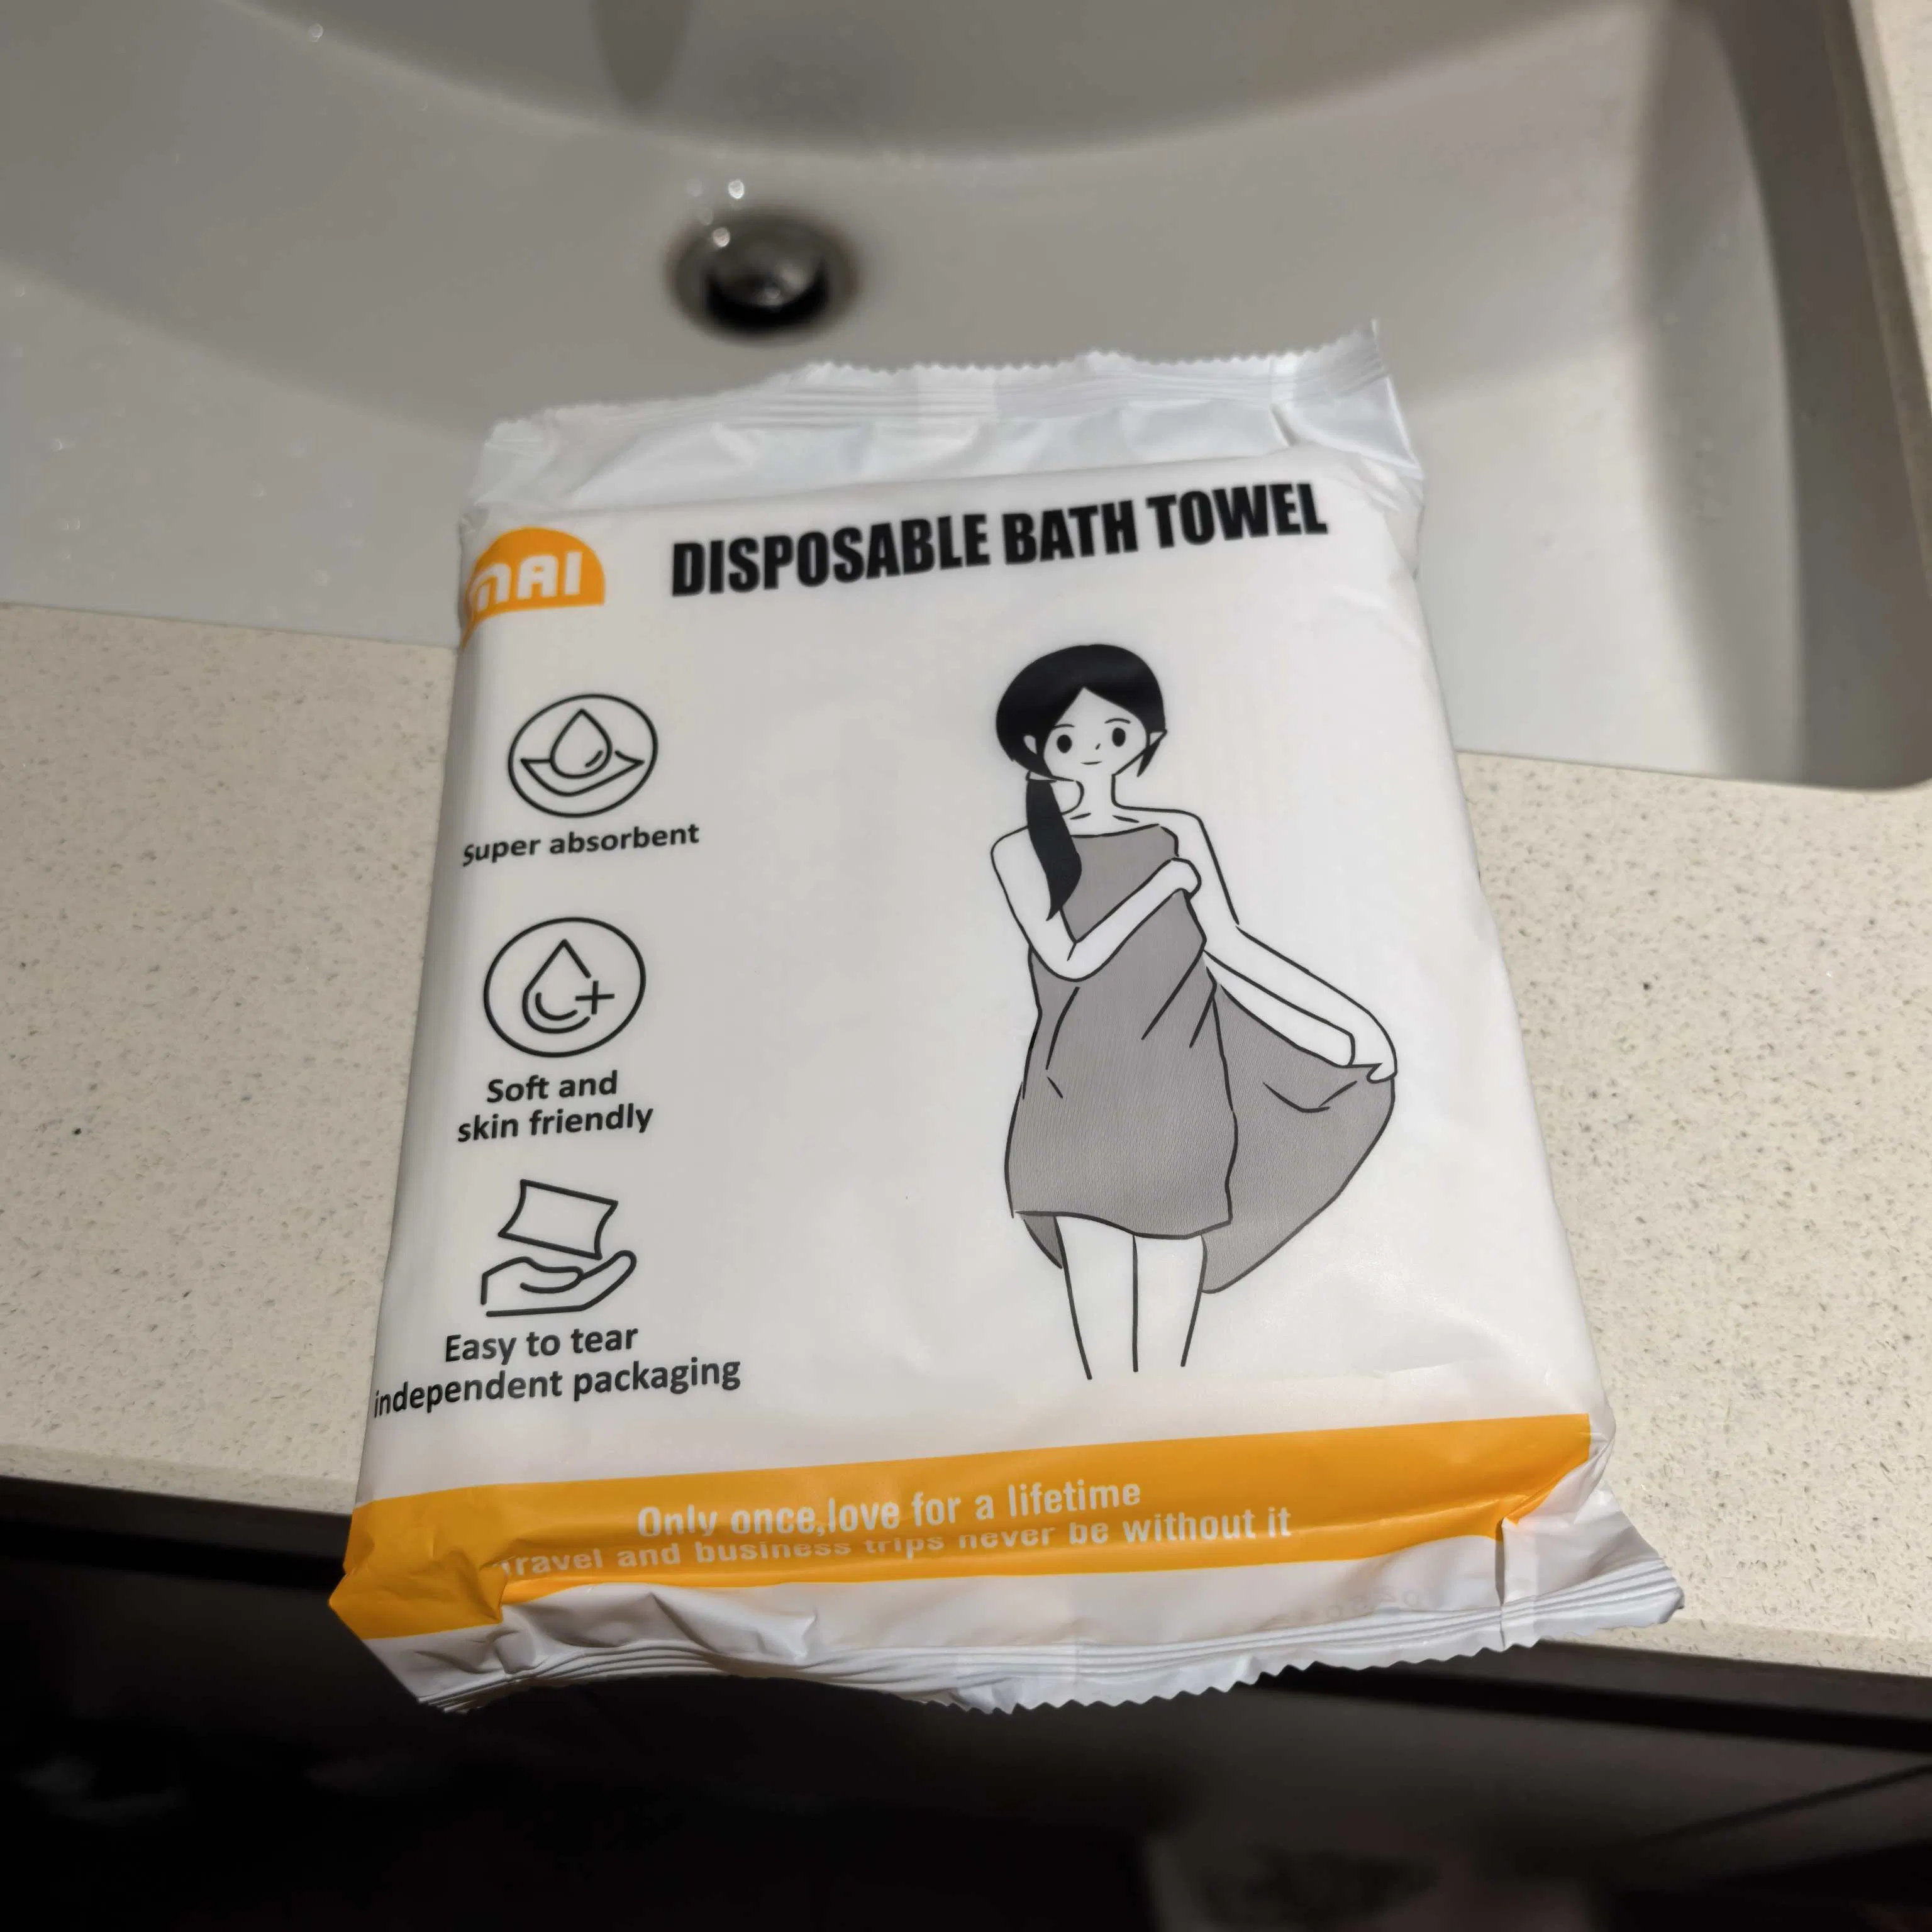 MAI
DISPOSABLE BATH TOWEL
Super absorbent
Soft and
skin friendly
Easy to tear
independent packaging
Only once,love for a lifetime
Travel and business trips never be without it